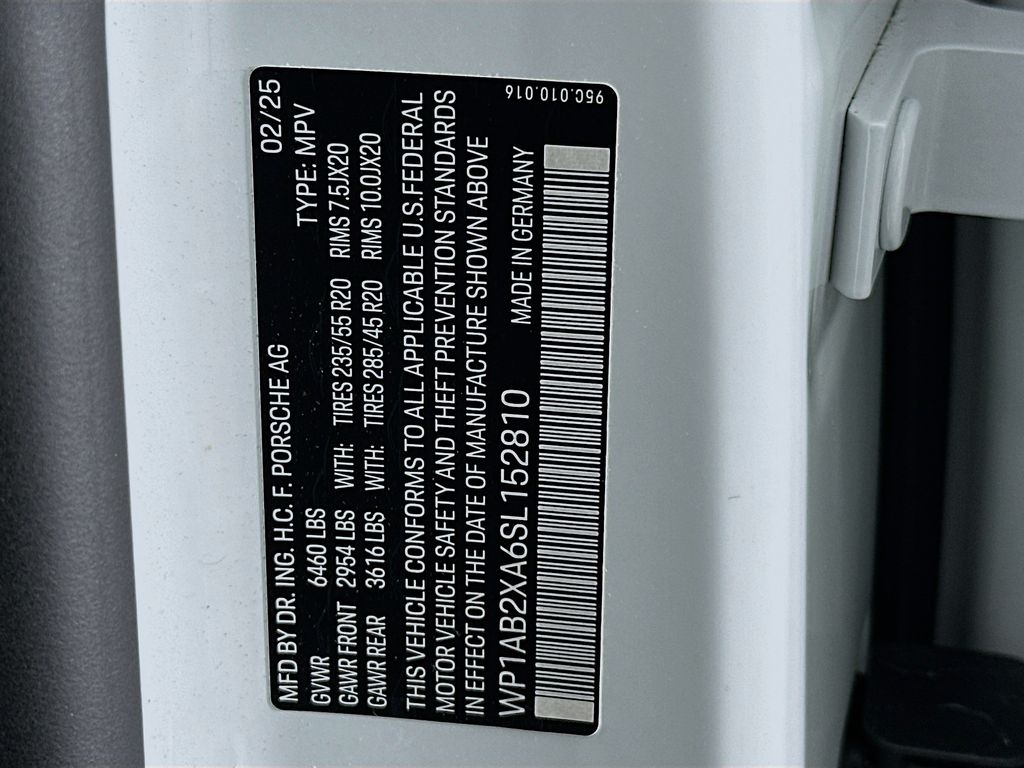 MFD BY DR. ING. H.C. F. PORSCHE AG 02/25
GVWR 6460 LBS TYPE: MPV
GAWR FRONT 2954 LBS WITH: TIRES 235/55 R20 RIMS 7.5JX20
GAWR REAR 3616 LBS WITH: TIRES 285/45 R20 RIMS 10.0JX20
THIS VEHICLE CONFORMS TO ALL APPLICABLE U.S.FEDERAL
MOTOR VEHICLE SAFETY AND THEFT PREVENTION STANDARDS
IN EFFECT ON THE DATE OF MANUFACTURE SHOWN ABOVE
WP1AB2XA6SL152810 MADE IN GERMANY
95C.010.016